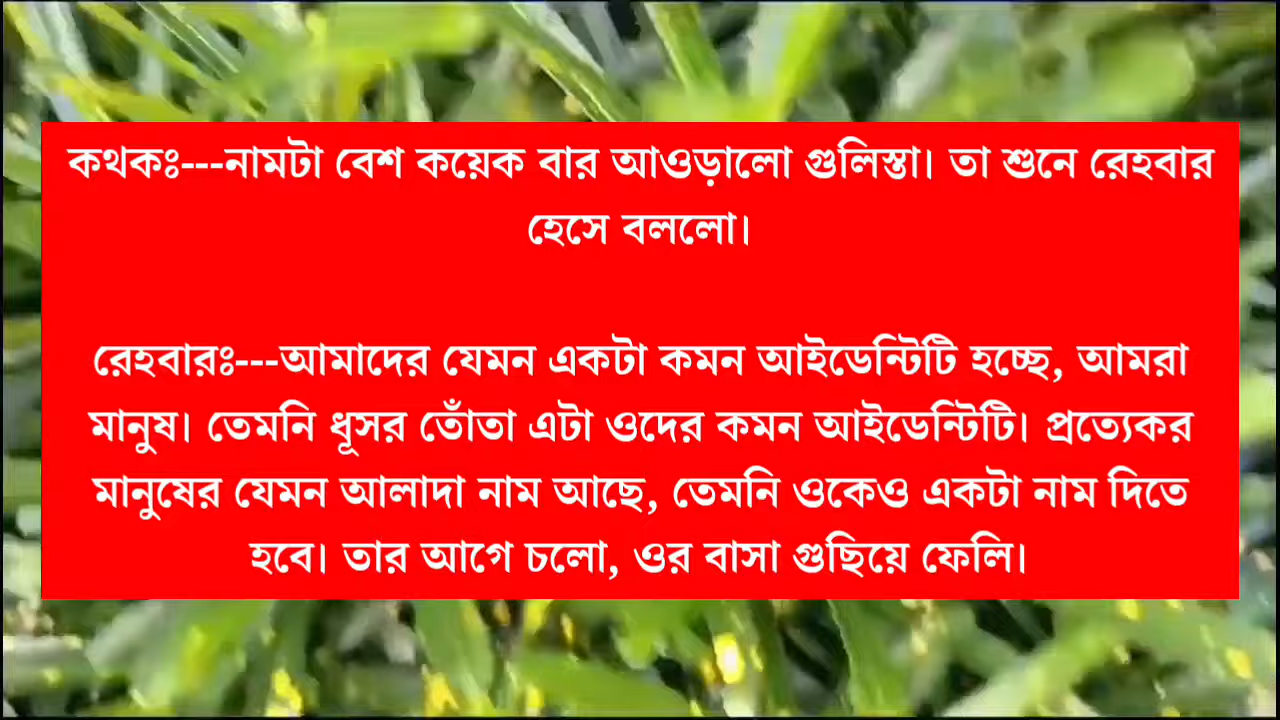 কথকঃ---নামটা বেশ কয়েক বার আওড়ালো গুলিস্তা। তা শুনে রেহবার
হেসে বললো।
রেহবারঃ---আমাদের যেমন একটা কমন আইডেন্টিটি হচ্ছে, আমরা
মানুষ। তেমনি ধূসর তোঁতা এটা ওদের কমন আইডেন্টিটি। প্রত্যেকর
মানুষের যেমন আলাদা নাম আছে, তেমনি ওকেও একটা নাম দিতে
হবে। তার আগে চলো, ওর বাসা গুছিয়ে ফেলি।